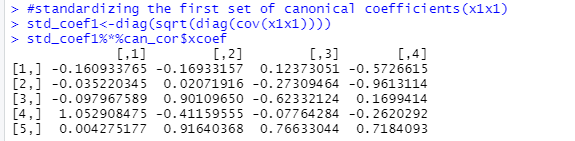 > #standardizing the first set of canonical coefficients(x1x1)
> std_coef1<-diag(sqrt(diag(cov(x1x1))))
> std_coef1%*%can_cor$xcoef
             [,1]        [,2]        [,3]       [,4]
[1,] -0.160933765 -0.16933157  0.12373051 -0.5726615
[2,] -0.035220345  0.02071916 -0.27309464 -0.9613114
[3,] -0.097967589  0.90109650 -0.62332124  0.1699414
[4,]  1.052908475 -0.41159555 -0.07764284 -0.2620292
[5,]  0.004275177  0.91640368  0.76633044  0.7184093